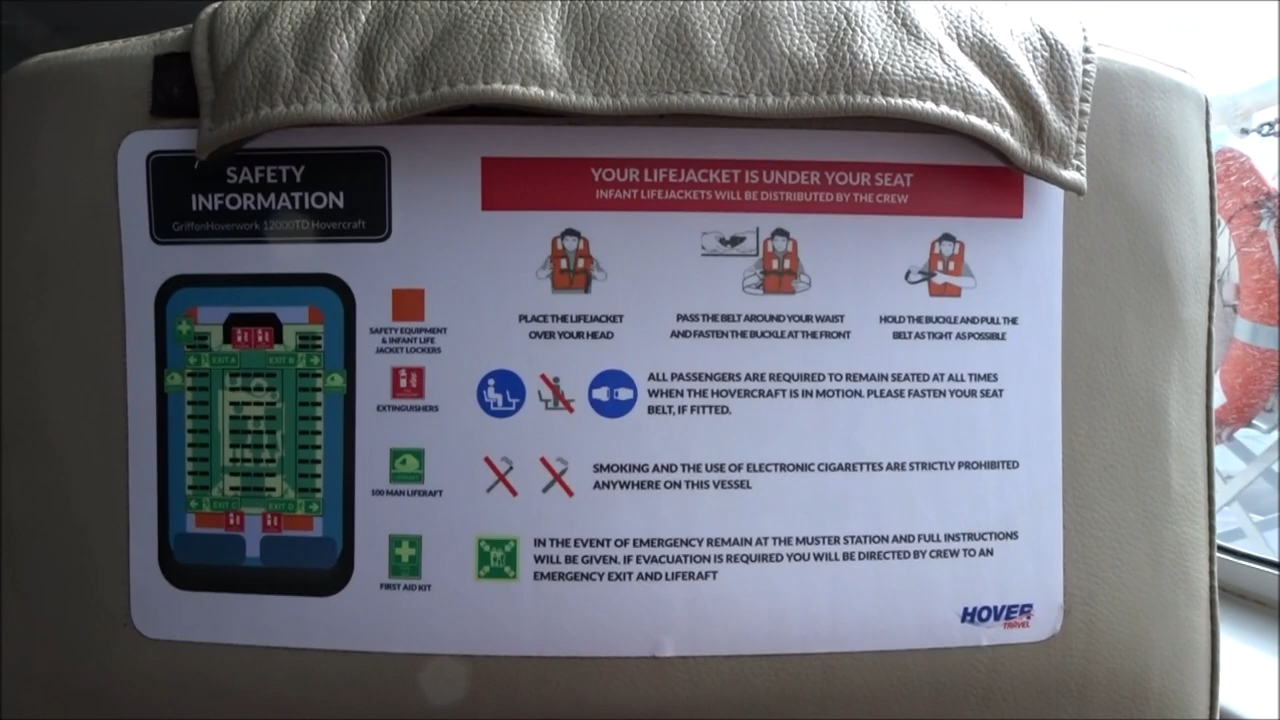 SAFETY
INFORMATION
GriffonHoverwork 12000TD Hovercraft
YOUR LIFEJACKET IS UNDER YOUR SEAT
INFANT LIFEJACKETS WILL BE DISTRIBUTED BY THE CREW
PLACE THE LIFEJACKET
OVER YOUR HEAD
PASS THE BELT AROUND YOUR WAIST
AND FASTEN THE BUCKLE AT THE FRONT
HOLD THE BUCKLE AND PULL THE
BELT AS TIGHT AS POSSIBLE
EXIT A
EXIT B
EXIT C
EXIT D
SAFETY EQUIPMENT
& INFANT LIFE
JACKET LOCKERS
EXTINGUISHERS
100 MAN LIFERAFT
FIRST AID KIT
ALL PASSENGERS ARE REQUIRED TO REMAIN SEATED AT ALL TIMES
WHEN THE HOVERCRAFT IS IN MOTION. PLEASE FASTEN YOUR SEAT
BELT, IF FITTED.
SMOKING AND THE USE OF ELECTRONIC CIGARETTES ARE STRICTLY PROHIBITED
ANYWHERE ON THIS VESSEL
IN THE EVENT OF EMERGENCY REMAIN AT THE MUSTER STATION AND FULL INSTRUCTIONS
WILL BE GIVEN. IF EVACUATION IS REQUIRED YOU WILL BE DIRECTED BY CREW TO AN
EMERGENCY EXIT AND LIFERAFT
HOVER
TRAVEL